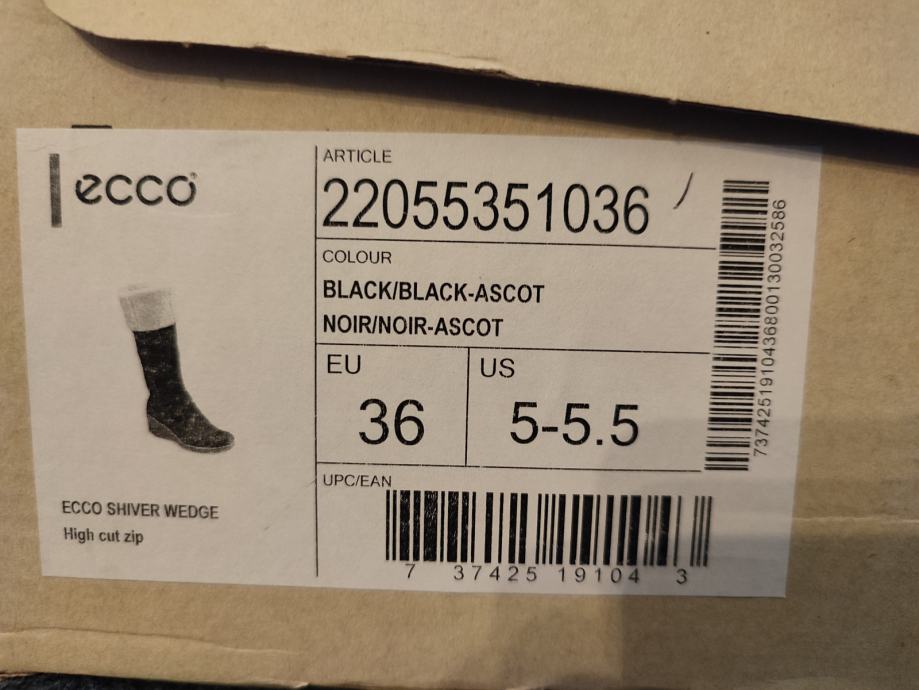 ecco
ECCO SHIVER WEDGE
High cut zip
ARTICLE
22055351036
COLOUR
BLACK/BLACK-ASCOT
NOIR/NOIR-ASCOT
EU
36
US
5-5.5
UPC/EAN
7 37425 19104 3
7374251910436800130032586